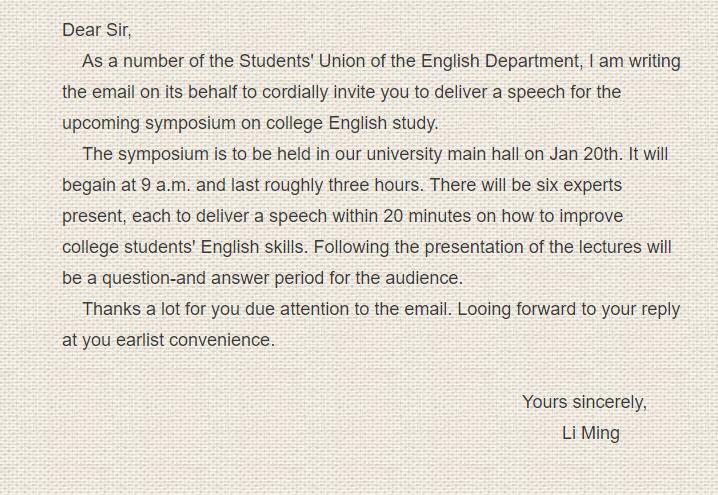 Dear Sir,
As a number of the Students' Union of the English Department, I am writing
the email on its behalf to cordially invite you to deliver a speech for the
upcoming symposium on college English study.
The symposium is to be held in our university main hall on Jan 20th. It will
begain at 9 a.m. and last roughly three hours. There will be six experts
present, each to deliver a speech within 20 minutes on how to improve
college students' English skills. Following the presentation of the lectures will
be a question-and answer period for the audience.
Thanks a lot for you due attention to the email. Looing forward to your reply
at you earlist convenience.
Yours sincerely,
Li Ming